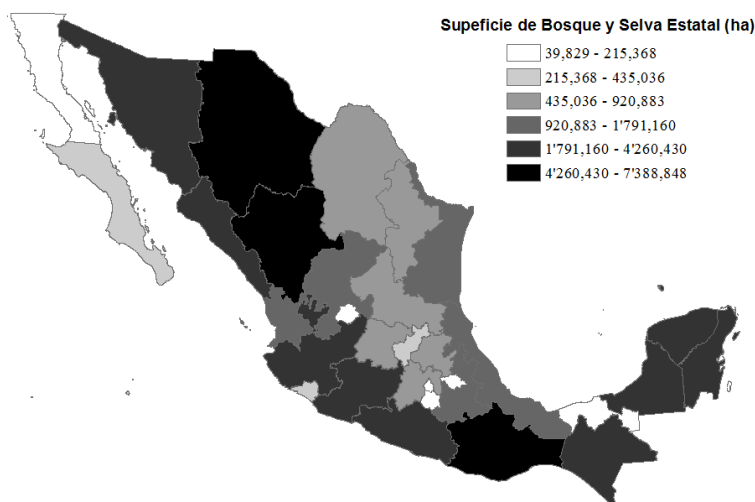 Supeficie de Bosque y Selva Estatal (ha)
39,829 - 215,368
215,368 - 435,036
435,036 - 920,883
920,883 - 1'791,160
1'791,160 - 4'260,430
4'260,430 - 7'388,848